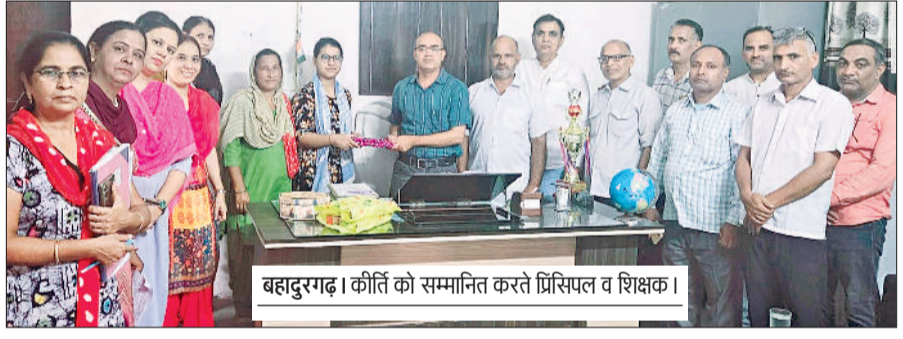 बहादुरगढ़। कीर्ति को सम्मानित करते प्रिंसिपल व शिक्षक।